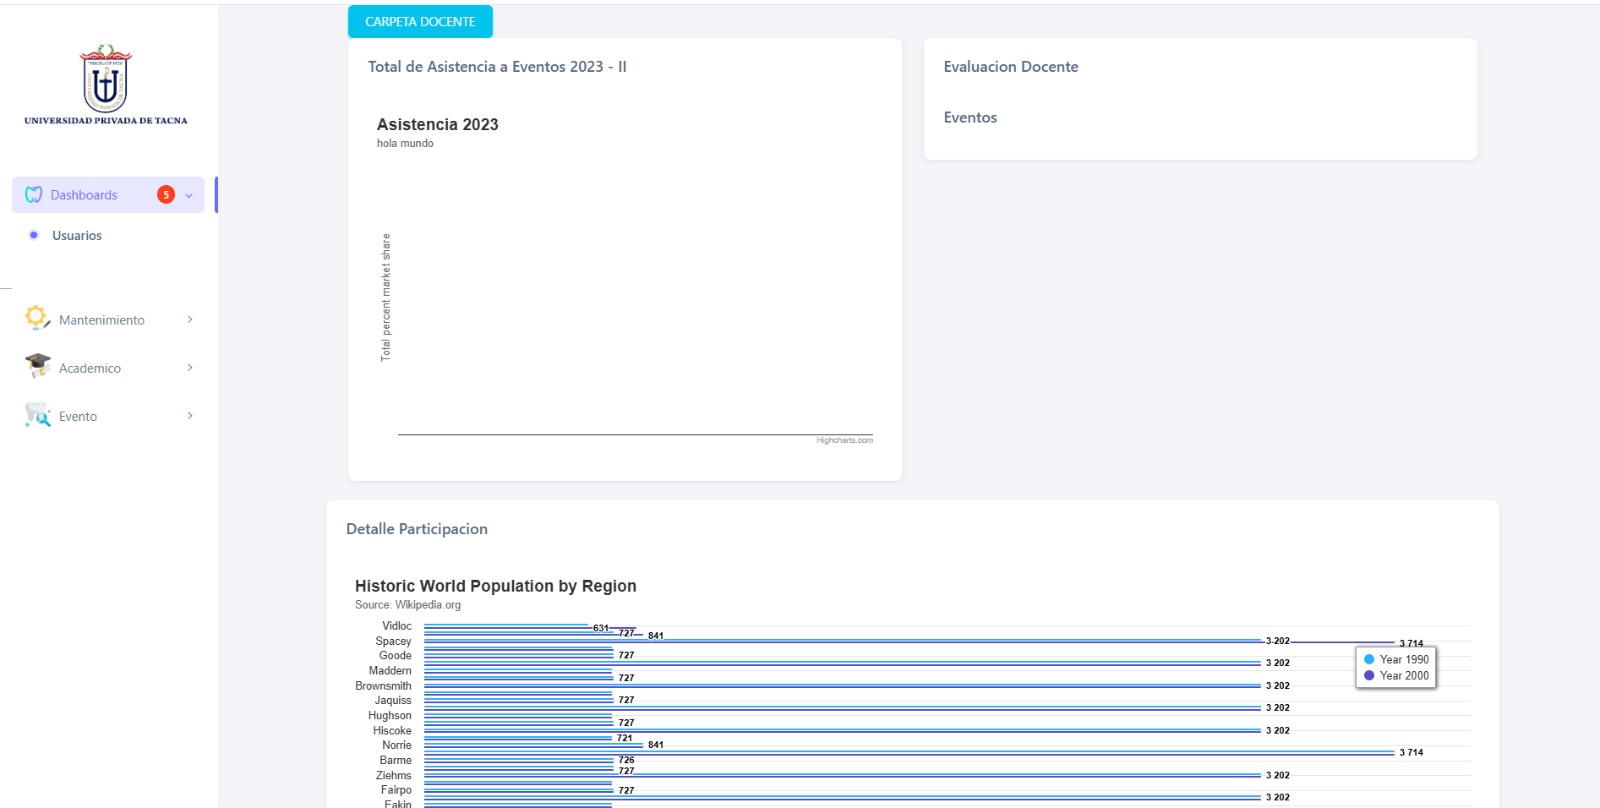 CARPETA DOCENTE
UNIVERSIDAD PRIVADA DE TACNA
Dashboards
5
Usuarios
Mantenimiento
Academico
Evento
Total de Asistencia a Eventos 2023 - II
Asistencia 2023
hola mundo
Total percent market share
Highcharts.com
Evaluacion Docente
Eventos
Detalle Participacion
Historic World Population by Region
Source: Wikipedia.org
Vidloc
631
727
841
Spacey
3 202
3 714
Goode
727
Year 1990
Year 2000
3 202
Maddern
727
Brownsmith
3 202
Jaquiss
727
3 202
Hughson
727
Hiscoke
3 202
721
Norrie
841
3 714
Barme
726
727
Ziehms
3 202
Fairpo
727
3 202
Eakin